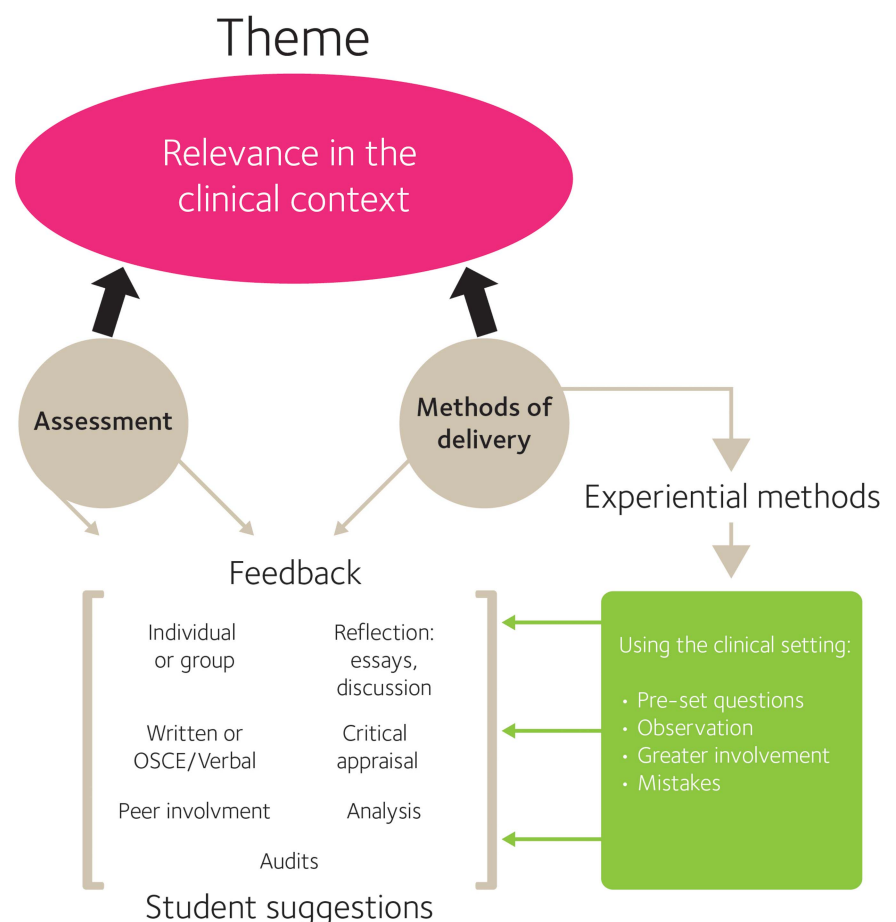 Theme
Relevance in the
clinical context
Assessment
Methods of
delivery
Experiential methods
Feedback
Individual
or group
Reflection:
essays,
discussion
Written or
OSCE/Verbal
Critical
appraisal
Peer involvment
Analysis
Audits
Student suggestions
Using the clinical setting:
• Pre-set questions
• Observation
• Greater involvement
• Mistakes